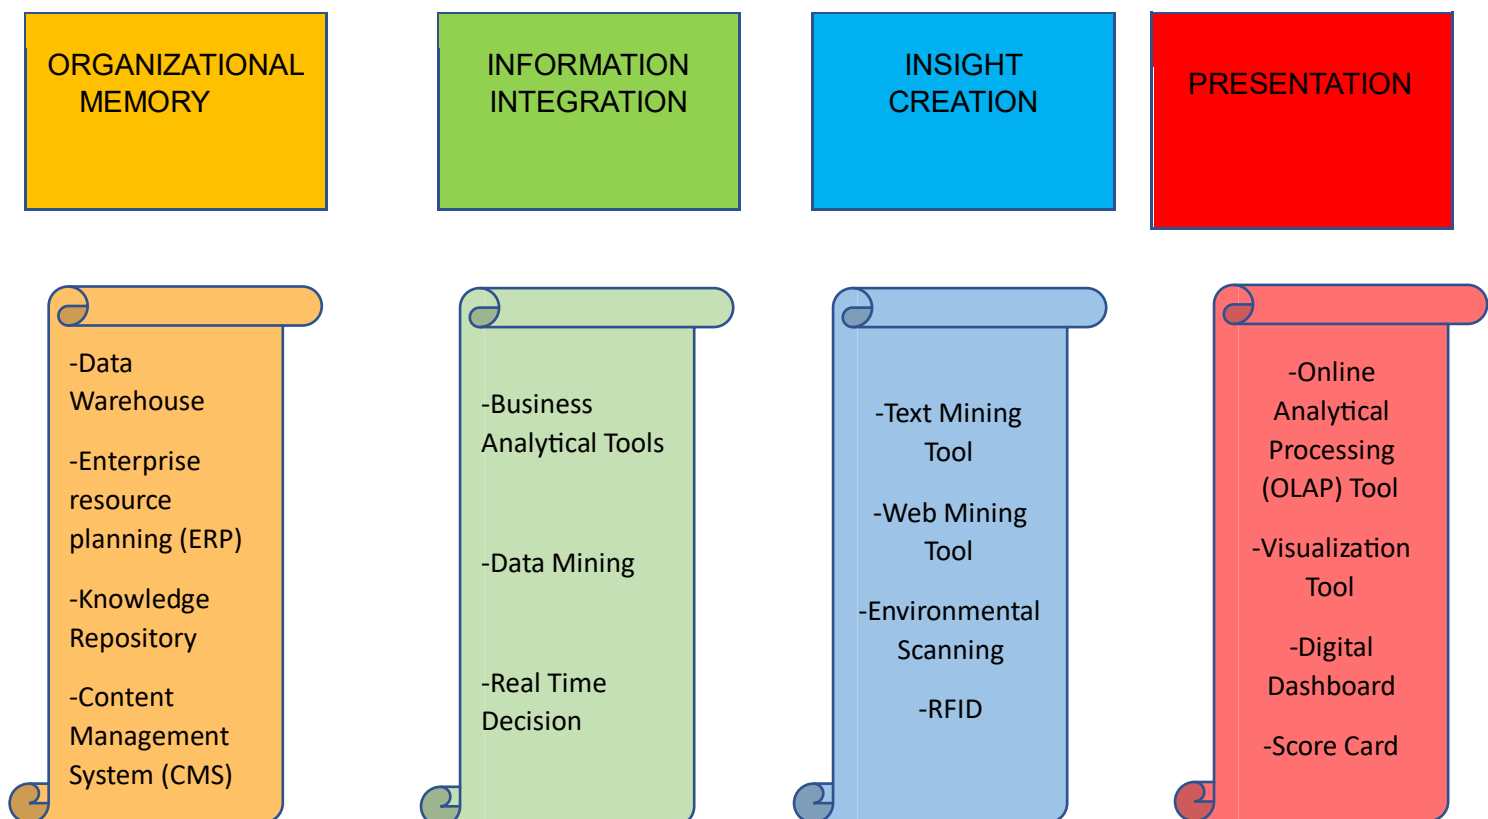 ORGANIZATIONAL
MEMORY
INFORMATION
INTEGRATION
INSIGHT
CREATION
PRESENTATION
-Data
Warehouse
-Enterprise
resource
planning (ERP)
-Knowledge
Repository
-Content
Management
System (CMS)
-Business
Analytical Tools
-Data Mining
-Real Time
Decision
-Text Mining
Tool
-Web Mining
Tool
-Environmental
Scanning
-RFID
-Online
Analytical
Processing
(OLAP) Tool
-Visualization
Tool
-Digital
Dashboard
-Score Card